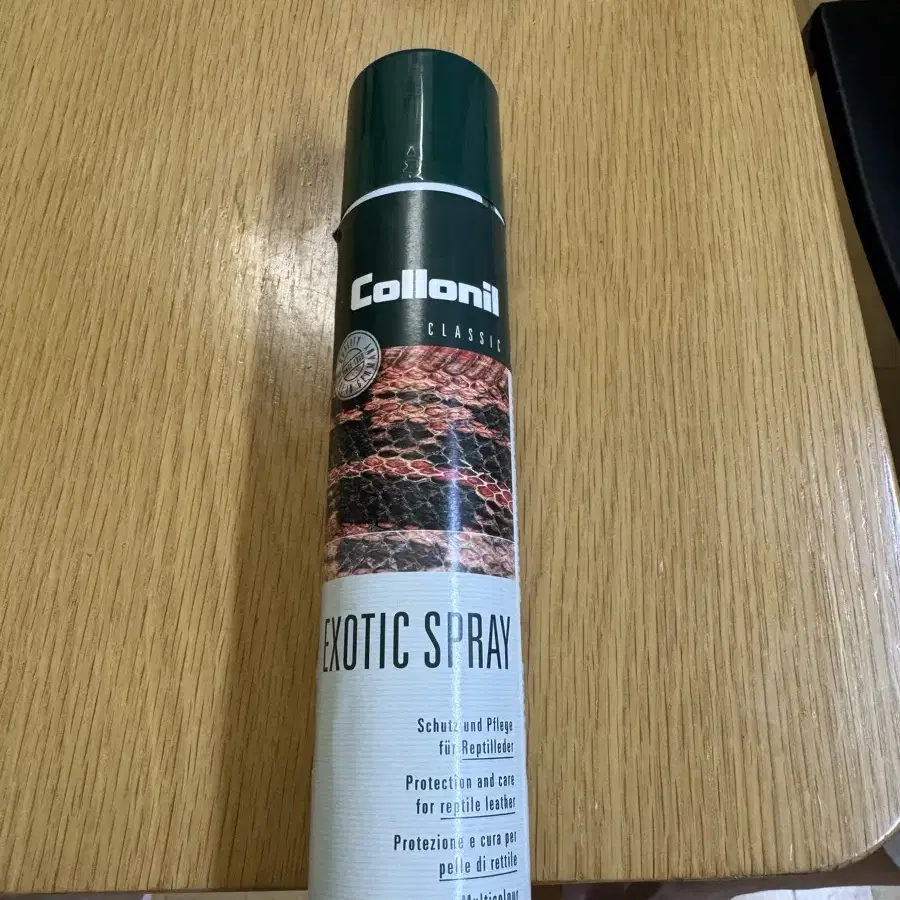 Collonil
CLASSIC
EXOTIC SPRAY
Schutz und Pflege
für Reptilleder
Protection and care
for reptile leather
Protezione e cura per
pelle di rettile
Multicolour